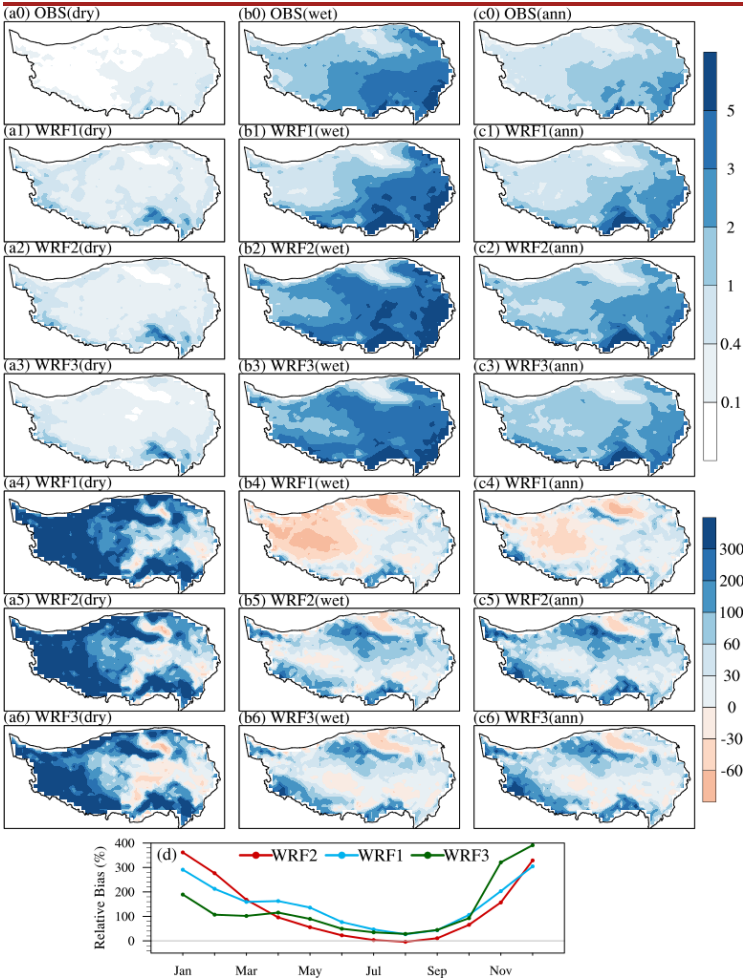 (a0) OBS(dry) (b0) OBS(wet) (c0) OBS(ann)
(a1) WRF1(dry) (b1) WRF1(wet) (c1) WRF1(ann)
(a2) WRF2(dry) (b2) WRF2(wet) (c2) WRF2(ann)
(a3) WRF3(dry) (b3) WRF3(wet) (c3) WRF3(ann)
5
3
2
1
0.4
0.1
(a4) WRF1(dry) (b4) WRF1(wet) (c4) WRF1(ann)
(a5) WRF2(dry) (b5) WRF2(wet) (c5) WRF2(ann)
(a6) WRF3(dry) (b6) WRF3(wet) (c6) WRF3(ann)
300
200
100
60
30
0
-30
-60
(d) WRF2 WRF1 WRF3
Relative Bias (%)
400
300
200
100
0
Jan Mar May Jul Sep Nov